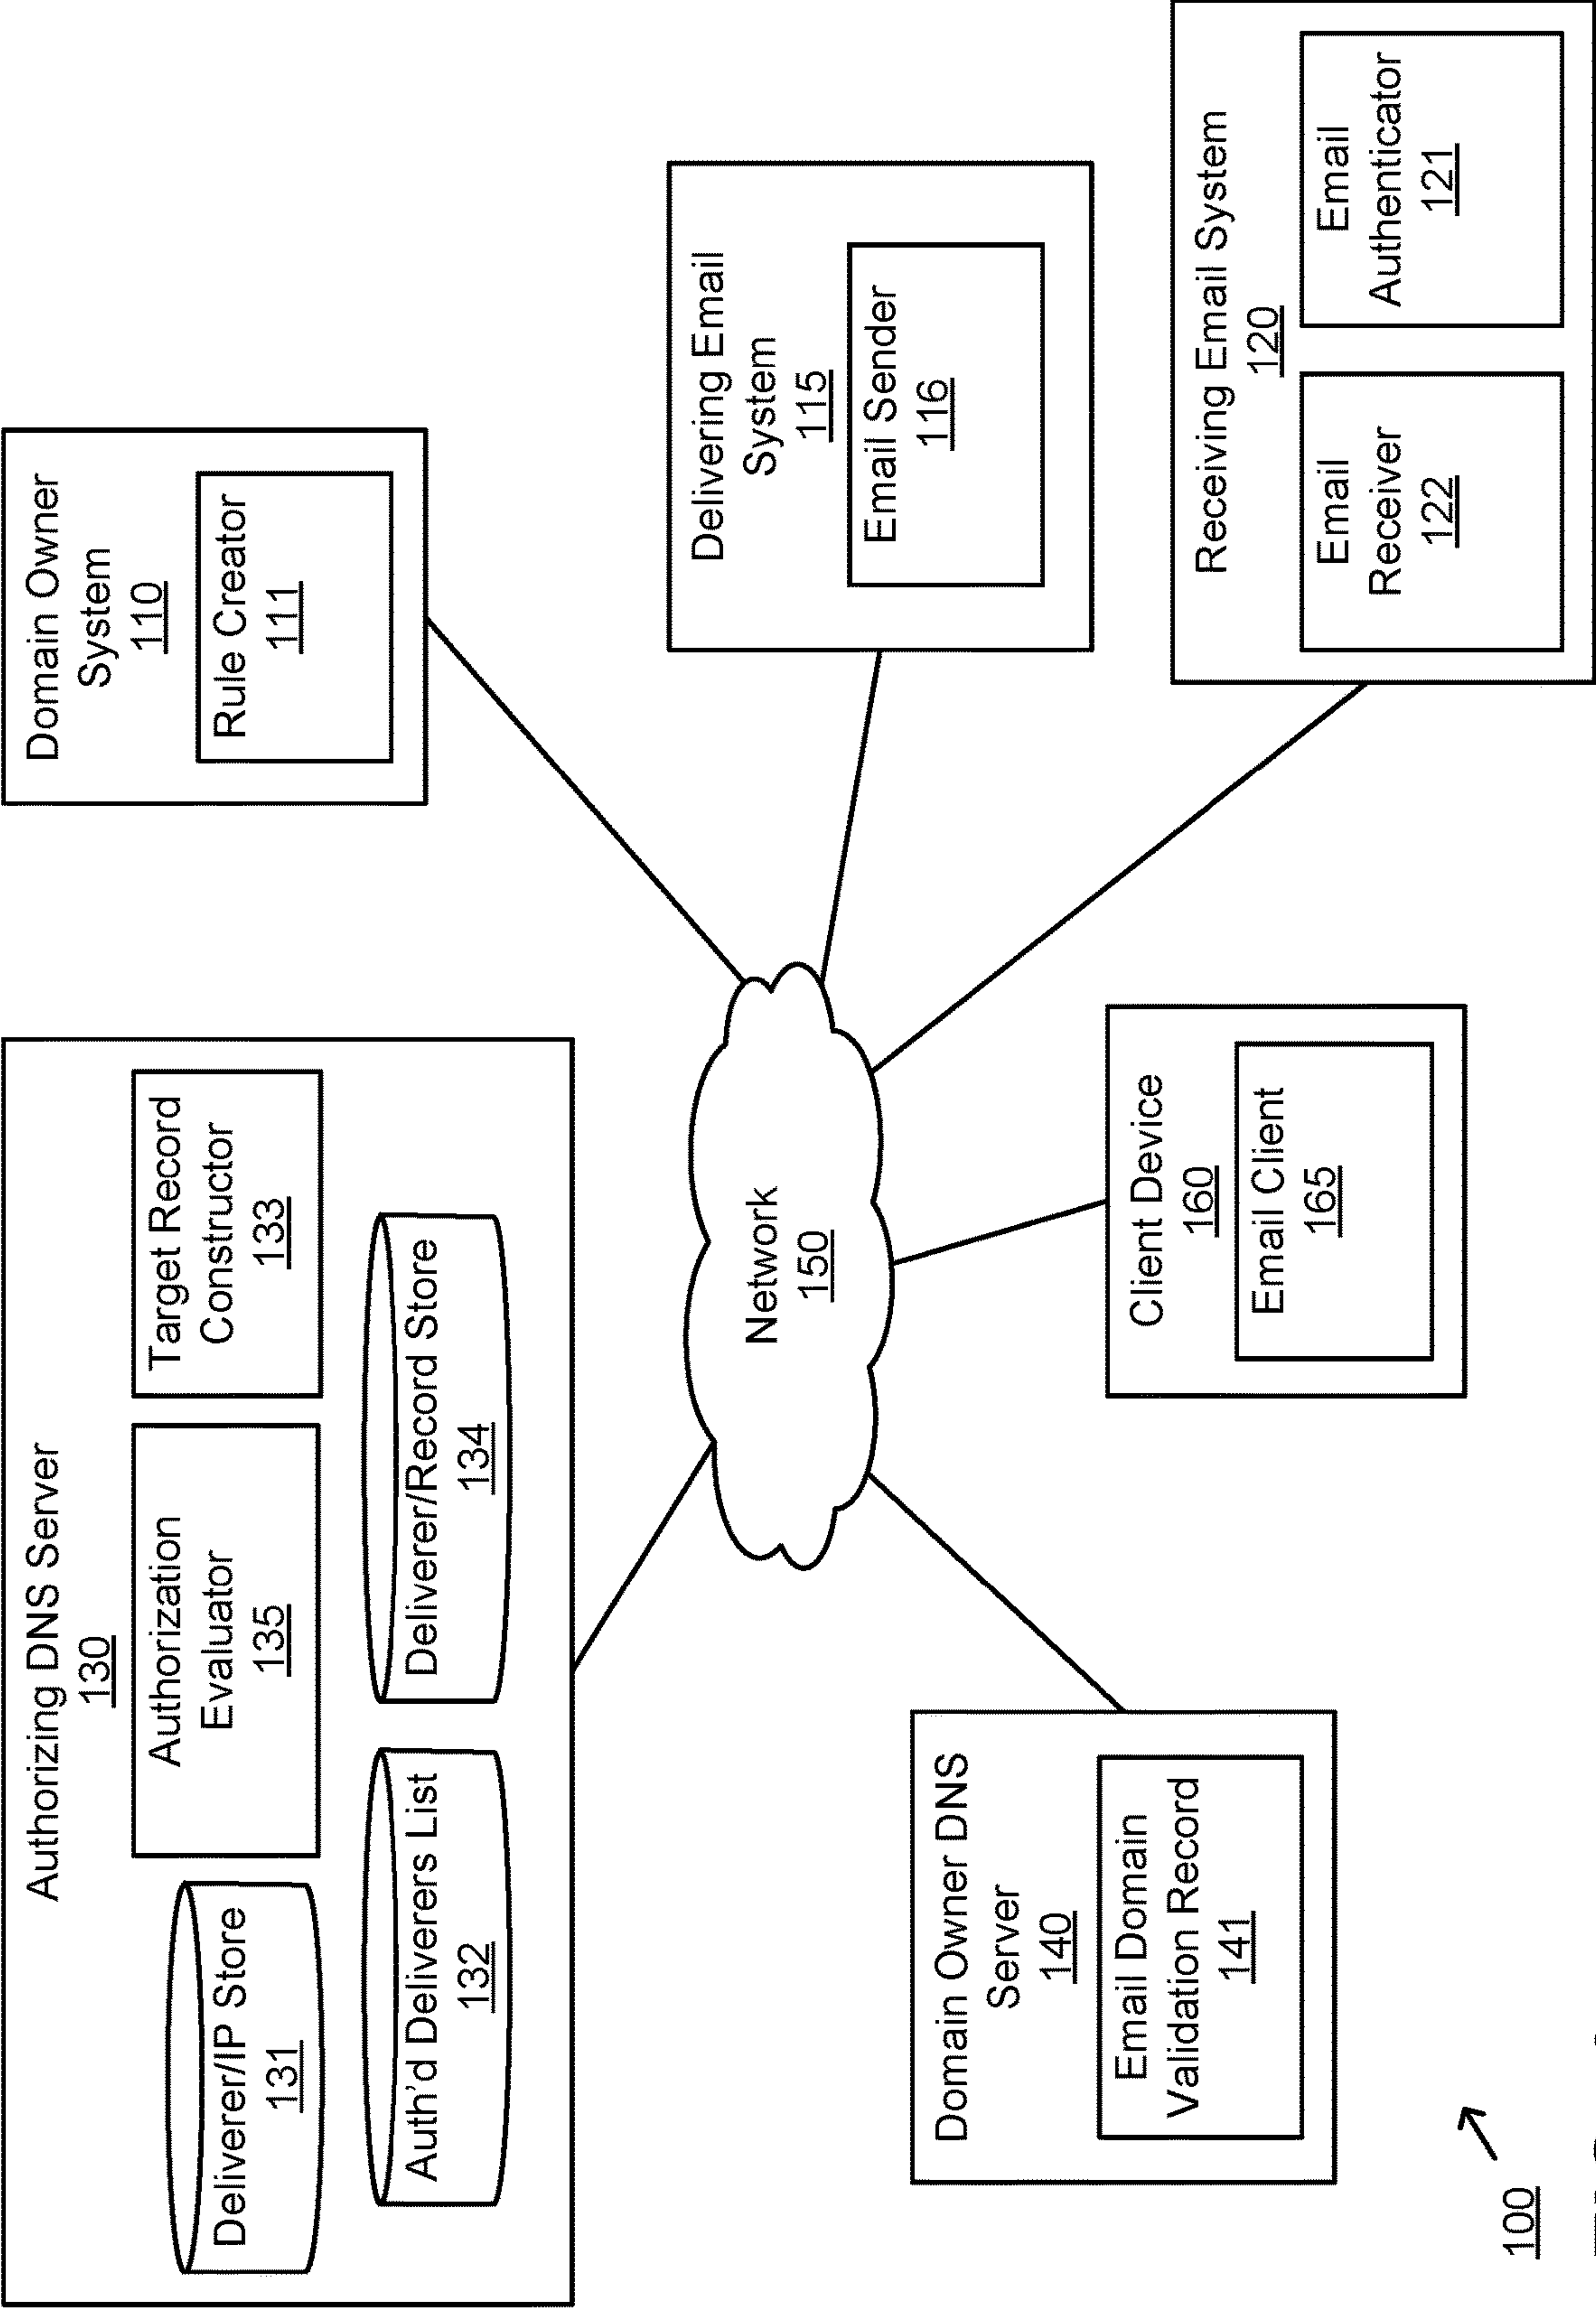 Authorizing DNS Server
130
Deliverer/IP Store
131
Authorization
Evaluator
135
Target Record
Constructor
133
Auth'd Deliverers List
132
Deliverer/Record Store
134
Domain Owner
System
110
Rule Creator
111
Delivering Email
System
115
Email Sender
116
Network
150
Domain Owner DNS
Server
140
Email Domain
Validation Record
141
Client Device
160
Email Client
165
Receiving Email System
120
Email
Receiver
122
Email
Authenticator
121
100